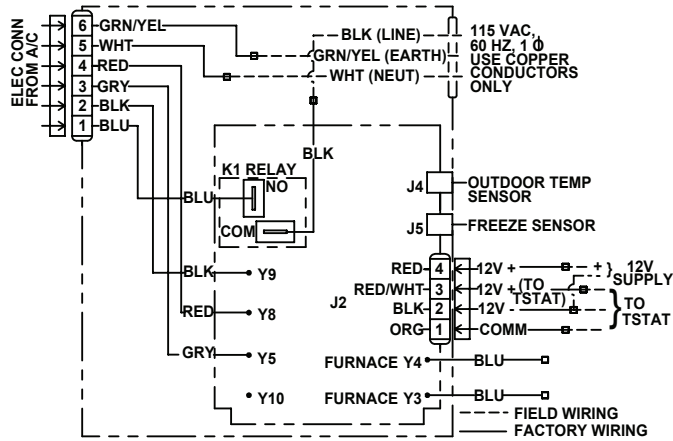 ELEC CONN
FROM A/C
6 GRN/YEL
5 WHT
4 RED
3 GRY
2 BLK
1 BLU
BLK (LINE)
GRN/YEL (EARTH)
WHT (NEUT)
115 VAC,
60 HZ, 1 Φ
USE COPPER
CONDUCTORS
ONLY
BLK
K1 RELAY
NO
COM
BLU
BLK
Y9
RED
Y8
GRY
Y5
Y10
J4
OUTDOOR TEMP
SENSOR
J5
FREEZE SENSOR
J2
RED 4 12V + +
RED/WHT 3 12V + (TO
TSTAT)
BLK 2 12V - -
ORG 1 COMM
} 12V
SUPPLY
} TO
TSTAT
FURNACE Y4 BLU
FURNACE Y3 BLU
FIELD WIRING
FACTORY WIRING